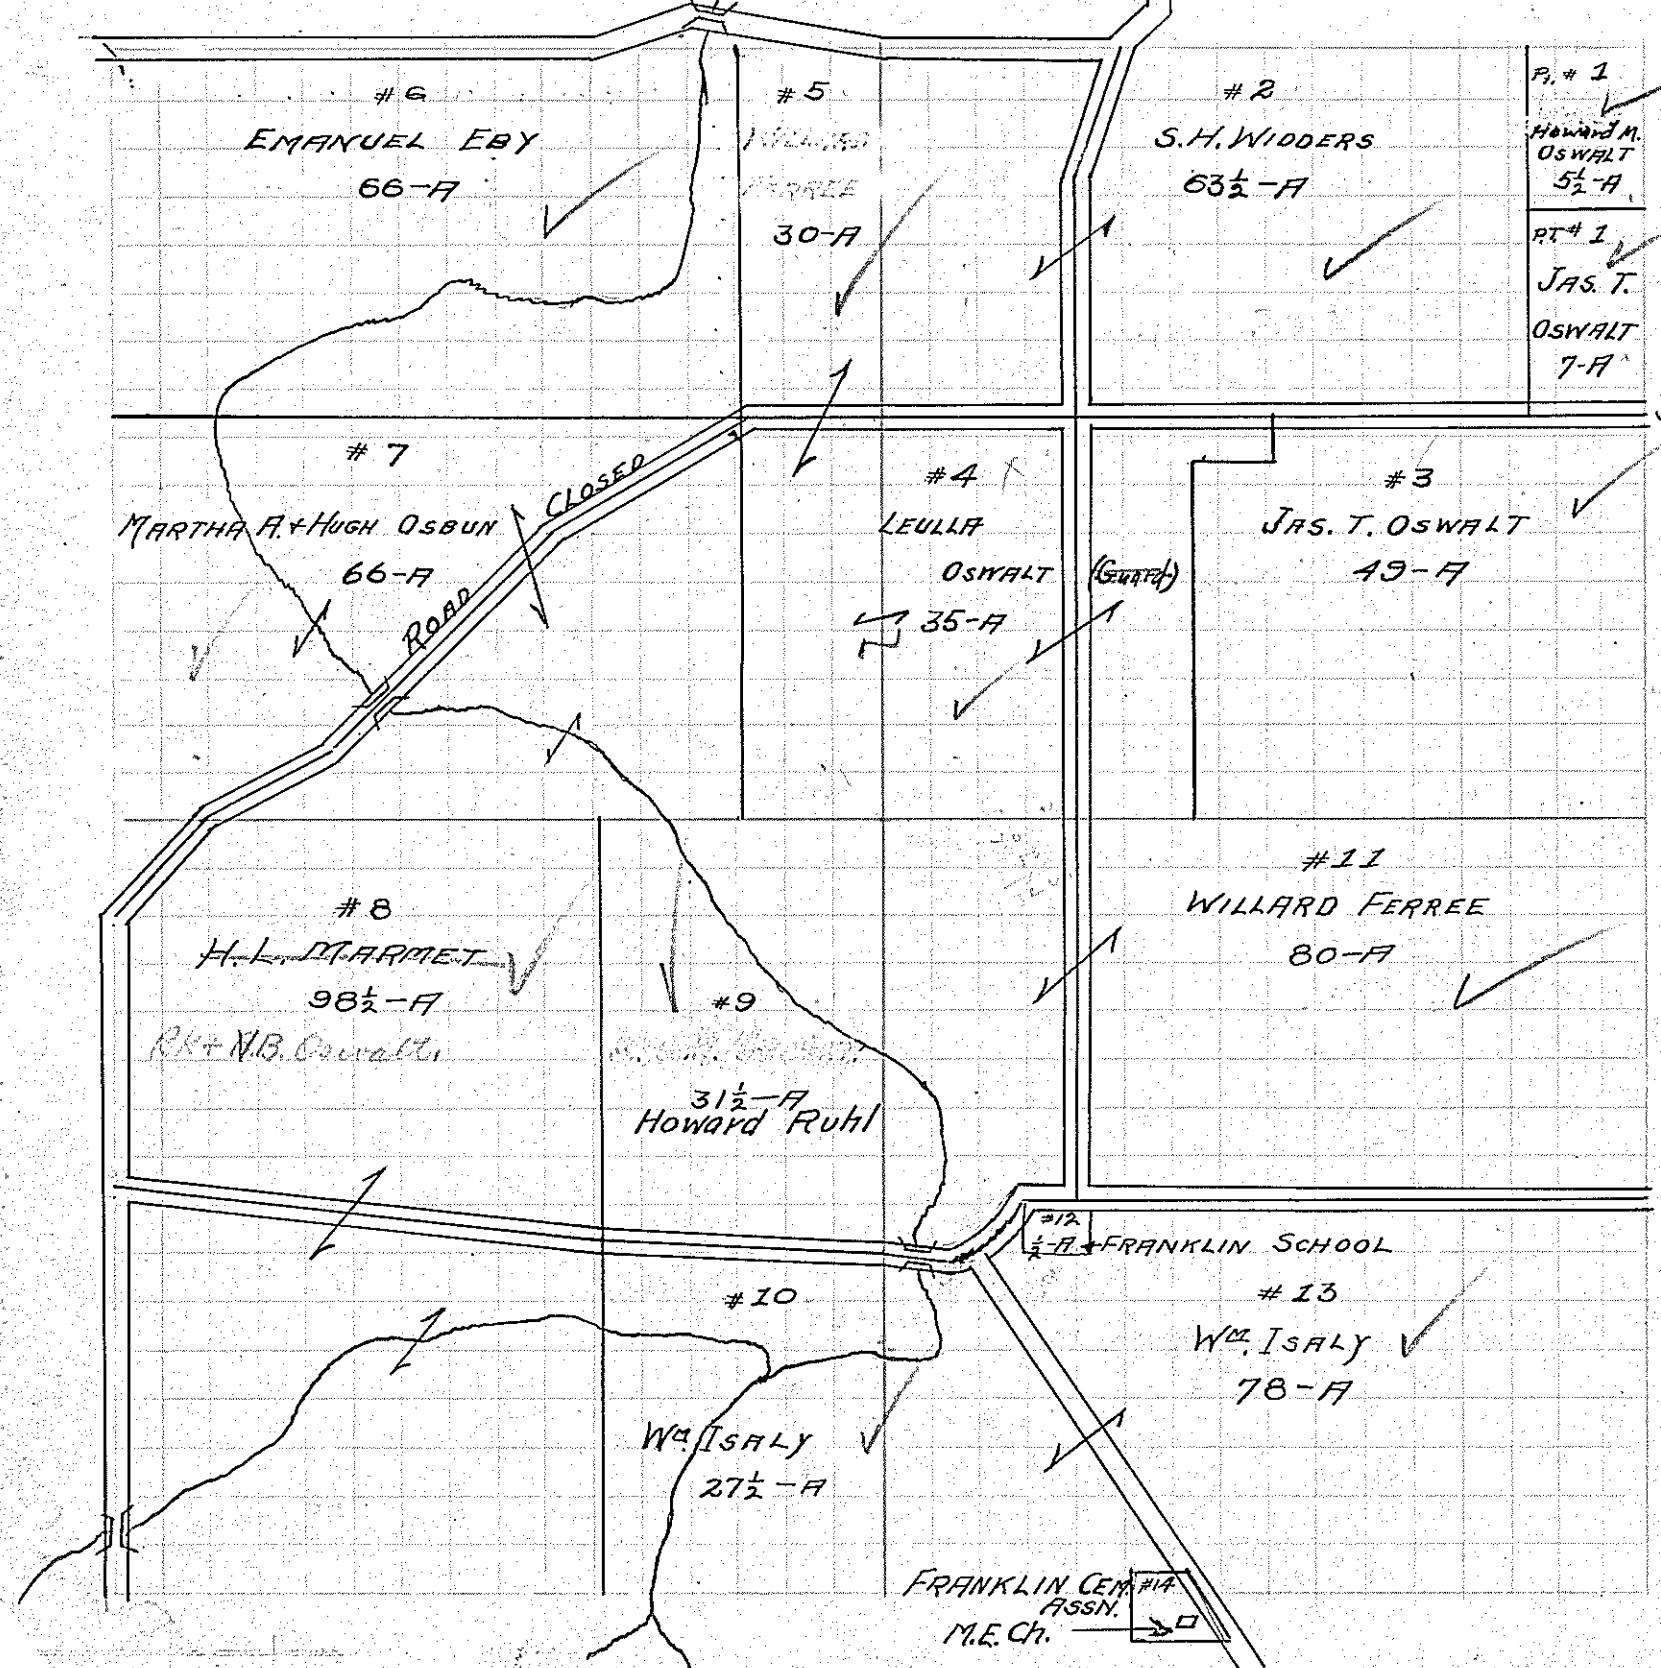 #6
EMANUEL EBY
66-A
#5
FERREE
30-A
#2
S.H. WIDDERS
63½-A
Pt. #1
Howard M.
OSWALT
5½-A
PT #1
JAS. T.
OSWALT
7-A
#7
MARTHA A. + HUGH OSBUN
66-A
ROAD CLOSED
#4
LEULLA
OSWALT
35-A
(Guard)
#3
JAS. T. OSWALT
49-A
#8
H.L. MARMET
98½-A
RK + N.B. Oswalt
#9
31½-A
Howard Ruhl
#11
WILLARD FERREE
80-A
#12
½-A FRANKLIN SCHOOL
#10
Wm. ISALY
27½-A
#13
Wm. ISALY
78-A
FRANKLIN CEM. #14
ASSN.
M.E. Ch.